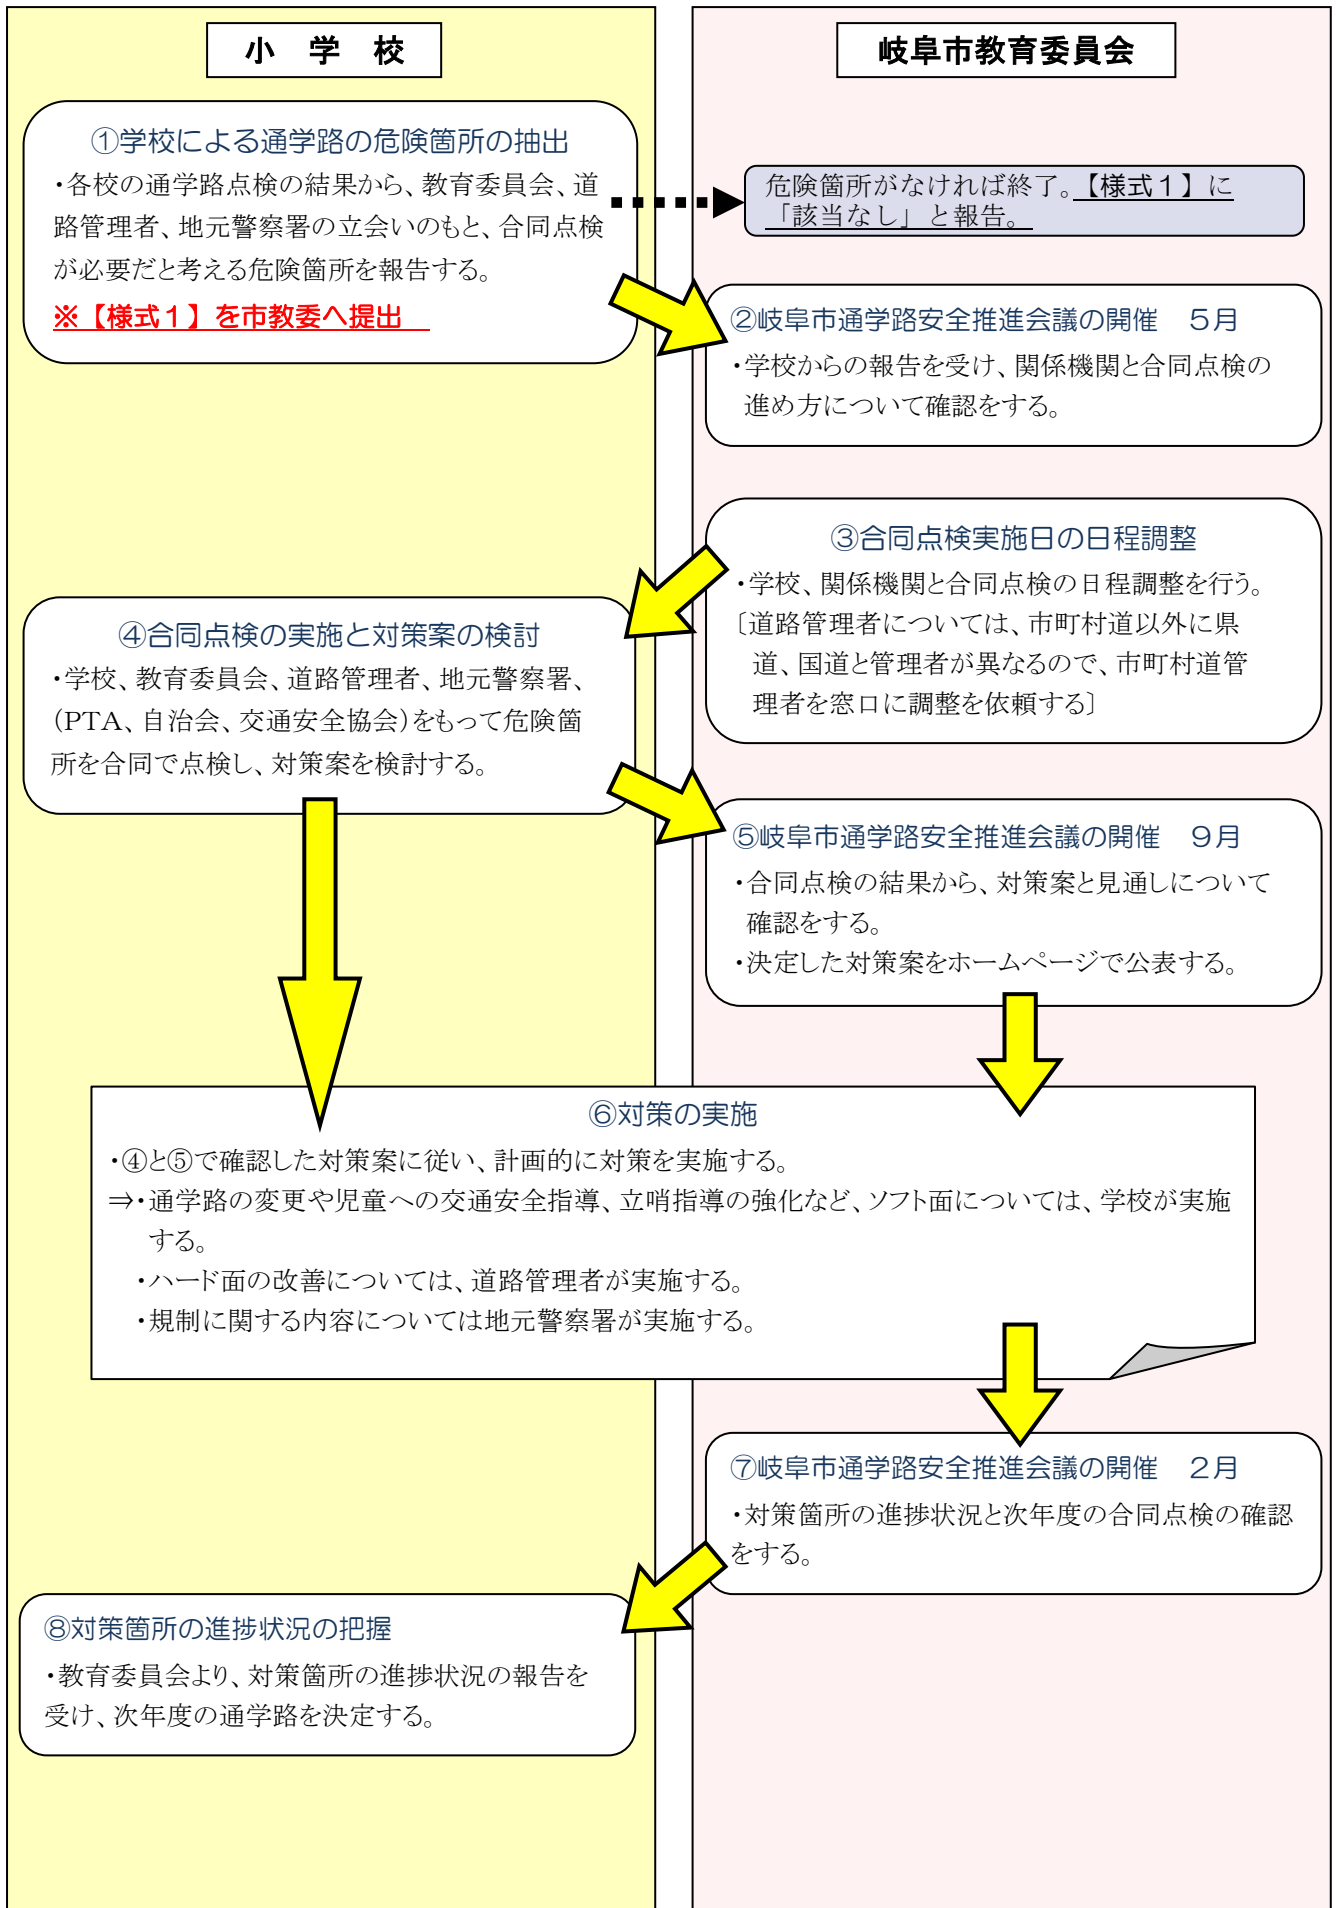 小　学　校
岐阜市教育委員会
①学校による通学路の危険箇所の抽出
・各校の通学路点検の結果から、教育委員会、道
路管理者、地元警察署の立会いのもと、合同点検
が必要だと考える危険箇所を報告する。
※【様式１】を市教委へ提出
危険箇所がなければ終了。【様式１】に
「該当なし」と報告。
②岐阜市通学路安全推進会議の開催　５月
・学校からの報告を受け、関係機関と合同点検の
進め方について確認をする。
③合同点検実施日の日程調整
・学校、関係機関と合同点検の日程調整を行う。
〔道路管理者については、市町村道以外に県
道、国道と管理者が異なるので、市町村道管
理者を窓口に調整を依頼する〕
④合同点検の実施と対策案の検討
・学校、教育委員会、道路管理者、地元警察署、
（PTA、自治会、交通安全協会）をもって危険箇
所を合同で点検し、対策案を検討する。
⑤岐阜市通学路安全推進会議の開催　９月
・合同点検の結果から、対策案と見通しについて
確認をする。
・決定した対策案をホームページで公表する。
⑥対策の実施
・④と⑤で確認した対策案に従い、計画的に対策を実施する。
⇒・通学路の変更や児童への交通安全指導、立哨指導の強化など、ソフト面については、学校が実施
する。
・ハード面の改善については、道路管理者が実施する。
・規制に関する内容については地元警察署が実施する。
⑦岐阜市通学路安全推進会議の開催　２月
・対策箇所の進捗状況と次年度の合同点検の確認
をする。
⑧対策箇所の進捗状況の把握
・教育委員会より、対策箇所の進捗状況の報告を
受け、次年度の通学路を決定する。